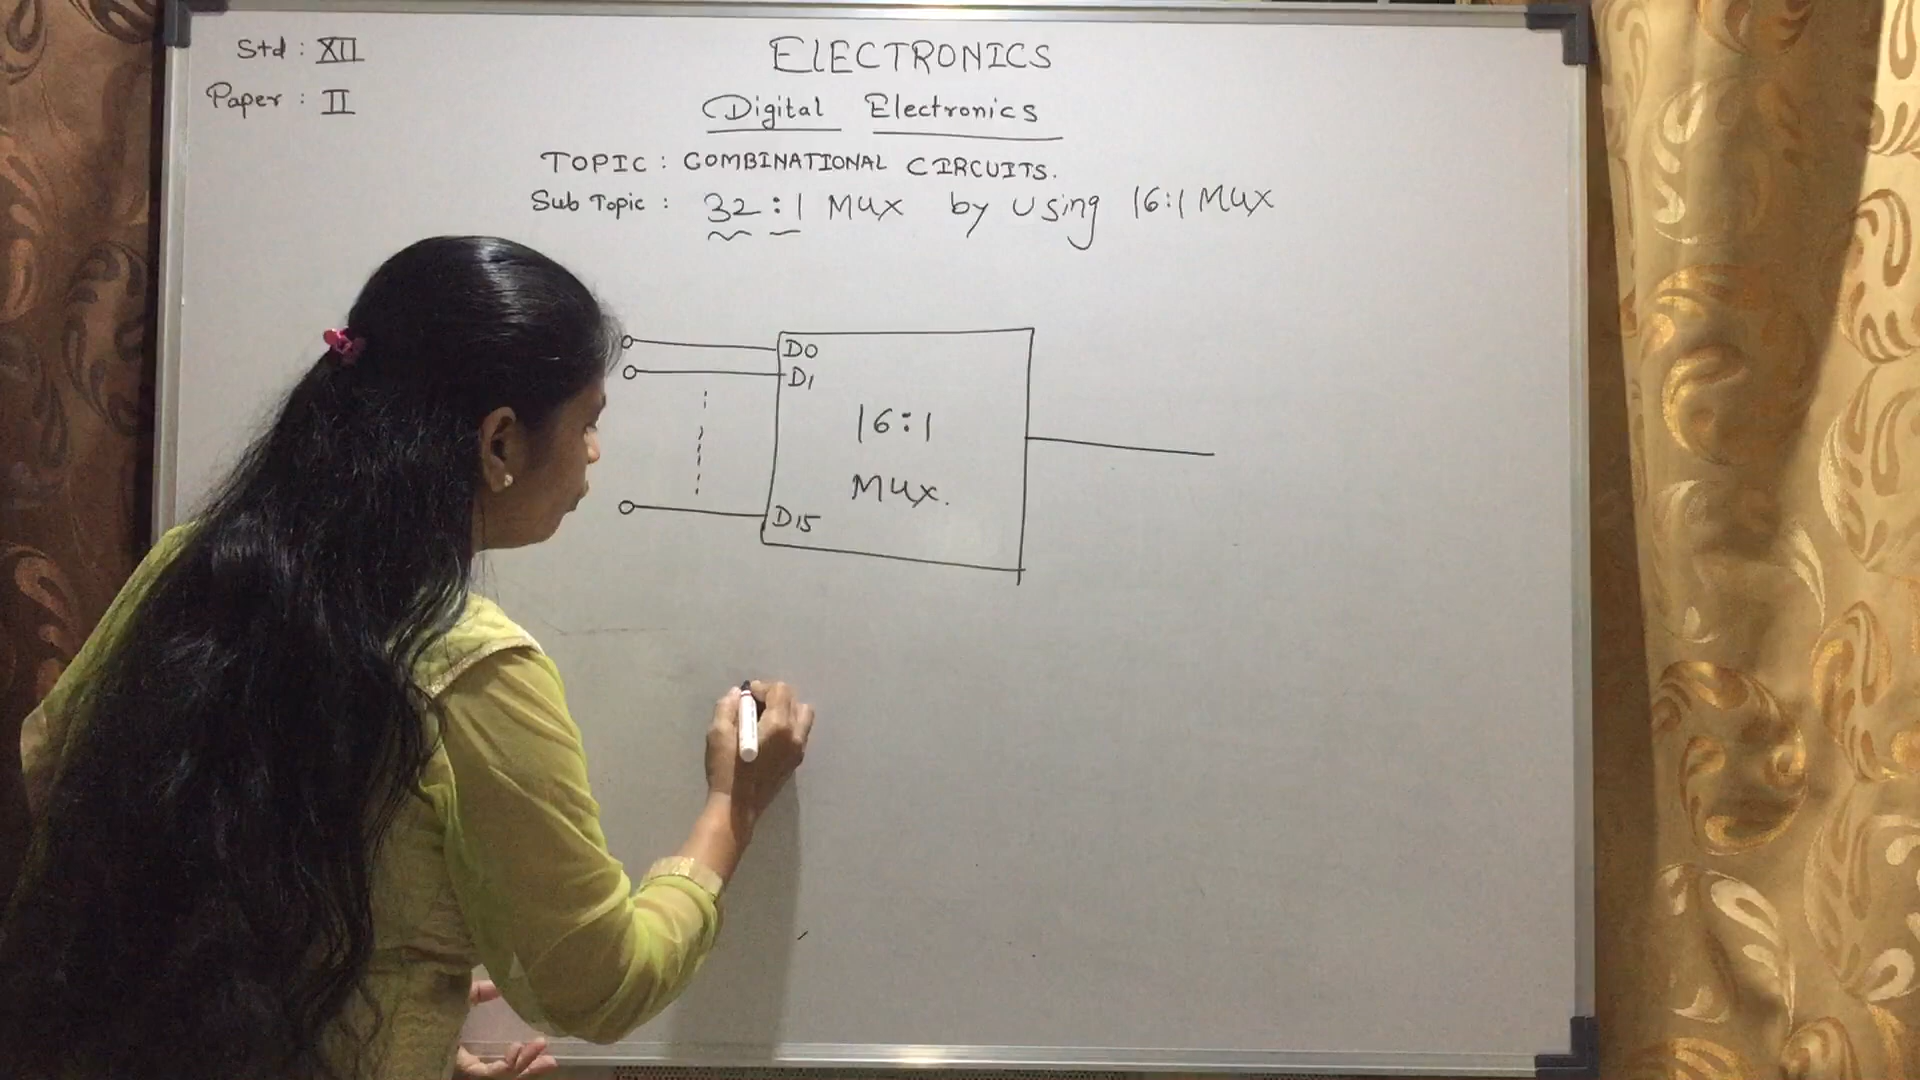 Std : XII
Paper : II
ELECTRONICS
Digital Electronics
TOPIC : COMBINATIONAL CIRCUITS.
Sub Topic : 32 : 1 MUX by Using 16:1 MUX
D0
D1
16:1
MUX.
D15